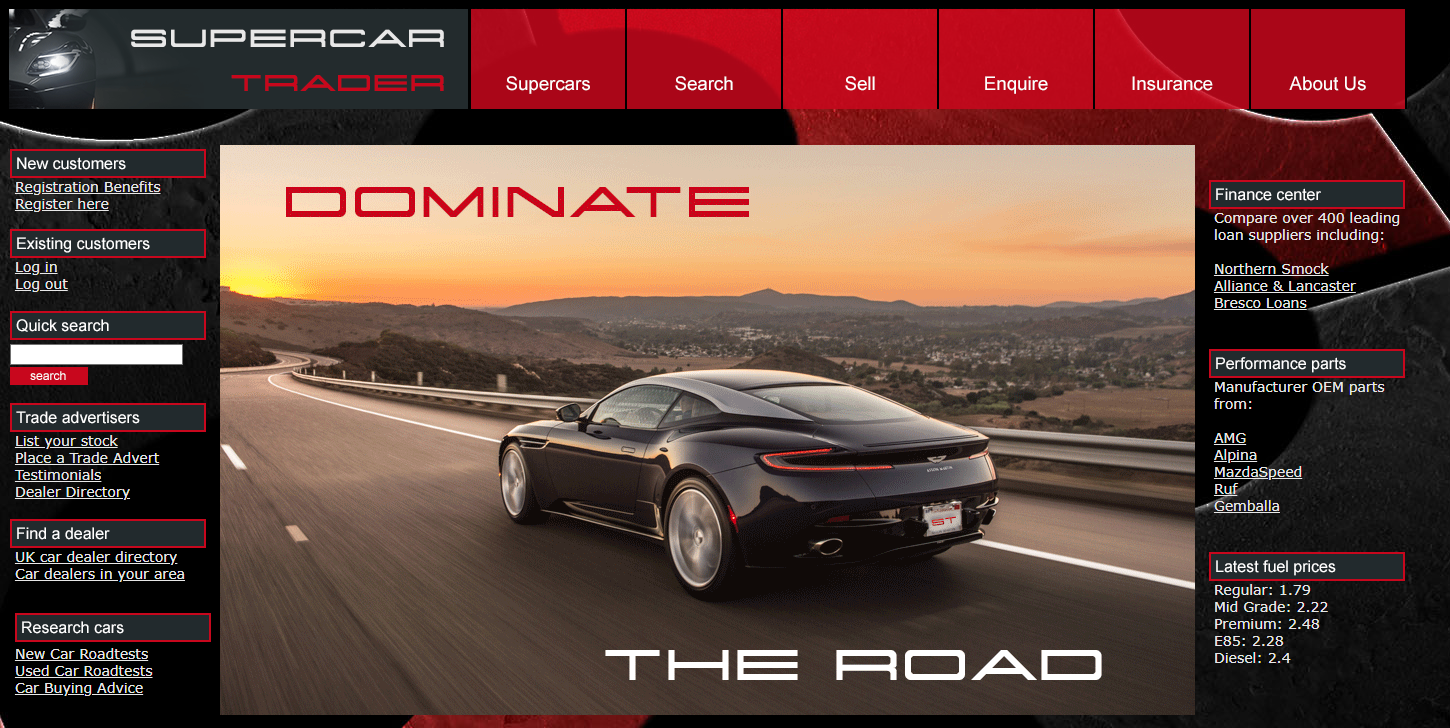 SUPERCAR
TRADER
Supercars
Search
Sell
Enquire
Insurance
About Us
New customers
Registration Benefits
Register here
Existing customers
Log in
Log out
Quick search
search
Trade advertisers
List your stock
Place a Trade Advert
Testimonials
Dealer Directory
Find a dealer
UK car dealer directory
Car dealers in your area
Research cars
New Car Roadtests
Used Car Roadtests
Car Buying Advice
DOMINATE
ASTON MARTIN
ST
THE ROAD
Finance center
Compare over 400 leading
loan suppliers including:
Northern Smock
Alliance & Lancaster
Bresco Loans
Performance parts
Manufacturer OEM parts
from:
AMG
Alpina
MazdaSpeed
Ruf
Gemballa
Latest fuel prices
Regular: 1.79
Mid Grade: 2.22
Premium: 2.48
E85: 2.28
Diesel: 2.4